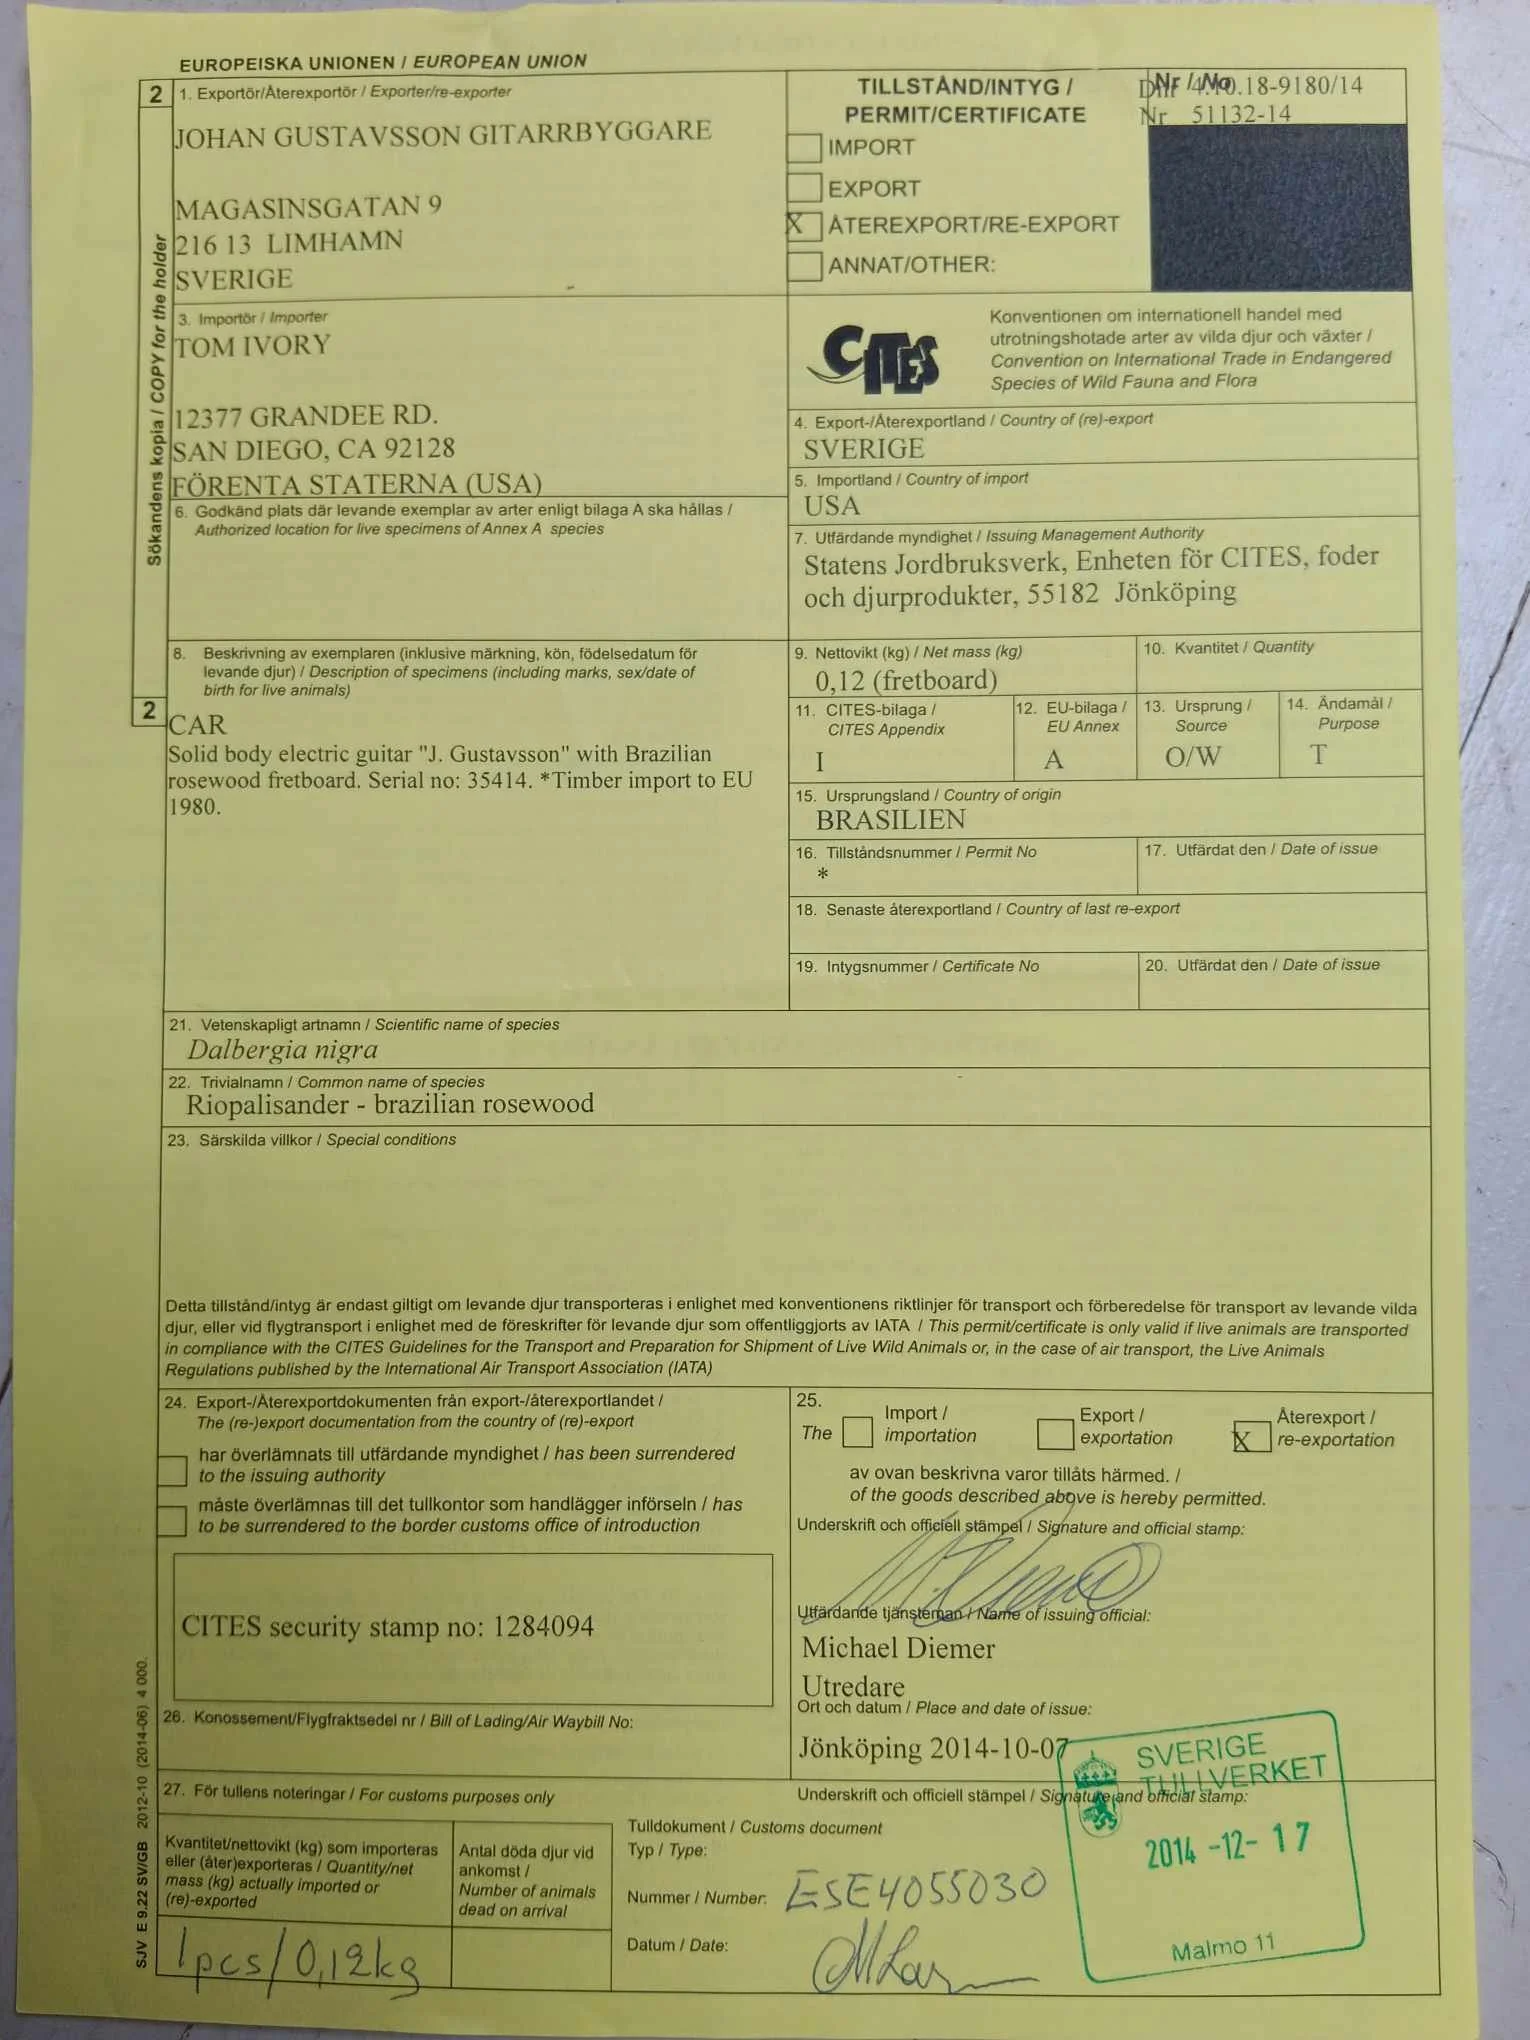 EUROPEISKA UNIONEN / EUROPEAN UNION
2
1. Exportör/Återexportör / Exporter/re-exporter
JOHAN GUSTAVSSON GITARRBYGGARE
MAGASINSGATAN 9
216 13 LIMHAMN
SVERIGE
TILLSTÅND/INTYG /
PERMIT/CERTIFICATE
IMPORT
EXPORT
X ÅTEREXPORT/RE-EXPORT
ANNAT/OTHER:
Nr / No
Dnr 4.10.18-9180/14
Nr 51132-14
Sökandens kopia / COPY for the holder
3. Importör / Importer
TOM IVORY
12377 GRANDEE RD.
SAN DIEGO, CA 92128
FÖRENTA STATERNA (USA)
CITES
Konventionen om internationell handel med
utrotningshotade arter av vilda djur och växter /
Convention on International Trade in Endangered
Species of Wild Fauna and Flora
4. Export-/Återexportland / Country of (re)-export
SVERIGE
5. Importland / Country of import
USA
6. Godkänd plats där levande exemplar av arter enligt bilaga A ska hållas /
Authorized location for live specimens of Annex A species
7. Utfärdande myndighet / Issuing Management Authority
Statens Jordbruksverk, Enheten för CITES, foder
och djurprodukter, 55182 Jönköping
8. Beskrivning av exemplaren (inklusive märkning, kön, födelsedatum för
levande djur) / Description of specimens (including marks, sex/date of
birth for live animals)
2
CAR
Solid body electric guitar "J. Gustavsson" with Brazilian
rosewood fretboard. Serial no: 35414. *Timber import to EU
1980.
9. Nettovikt (kg) / Net mass (kg)
0,12 (fretboard)
10. Kvantitet / Quantity
11. CITES-bilaga /
CITES Appendix
I
12. EU-bilaga /
EU Annex
A
13. Ursprung /
Source
O/W
14. Ändamål /
Purpose
T
15. Ursprungsland / Country of origin
BRASILIEN
16. Tillståndsnummer / Permit No
*
17. Utfärdat den / Date of issue
18. Senaste återexportland / Country of last re-export
19. Intygsnummer / Certificate No
20. Utfärdat den / Date of issue
21. Vetenskapligt artnamn / Scientific name of species
Dalbergia nigra
22. Trivialnamn / Common name of species
Riopalisander - brazilian rosewood
23. Särskilda villkor / Special conditions
Detta tillstånd/intyg är endast giltigt om levande djur transporteras i enlighet med konventionens riktlinjer för transport och förberedelse för transport av levande vilda
djur, eller vid flygtransport i enlighet med de föreskrifter för levande djur som offentliggjorts av IATA / This permit/certificate is only valid if live animals are transported
in compliance with the CITES Guidelines for the Transport and Preparation for Shipment of Live Wild Animals or, in the case of air transport, the Live Animals
Regulations published by the International Air Transport Association (IATA)
24. Export-/Återexportdokumenten från export-/återexportlandet /
The (re-)export documentation from the country of (re)-export
har överlämnats till utfärdande myndighet / has been surrendered
to the issuing authority
måste överlämnas till det tullkontor som handlägger införseln / has
to be surrendered to the border customs office of introduction
CITES security stamp no: 1284094
25.
The
Import /
importation
Export /
exportation
X
Återexport /
re-exportation
av ovan beskrivna varor tillåts härmed. /
of the goods described above is hereby permitted.
Underskrift och officiell stämpel / Signature and official stamp:
Utfärdande tjänsteman / Name of issuing official:
Michael Diemer
Utredare
Ort och datum / Place and date of issue:
Jönköping 2014-10-07
26. Konossement/Flygfraktsedel nr / Bill of Lading/Air Waybill No:
27. För tullens noteringar / For customs purposes only
Underskrift och officiell stämpel / Signature and official stamp:
Kvantitet/nettovikt (kg) som importeras
eller (åter)exporteras / Quantity/net
mass (kg) actually imported or
(re)-exported
1pcs/0,12kg
Antal döda djur vid
ankomst /
Number of animals
dead on arrival
Tulldokument / Customs document
Typ / Type:
Nummer / Number: ESE4055030
Datum / Date:
SVERIGE
TULLVERKET
2014-12-17
Malmö 11
SJV E 9.22 SV/GB 2012-10 (2014-06) 4 000.